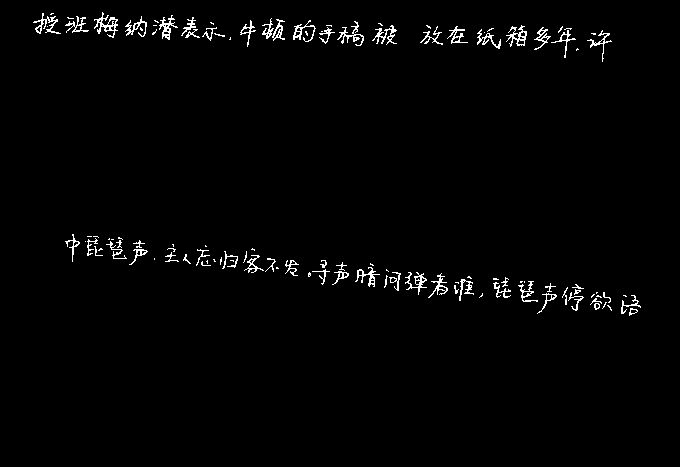 授班梅纳潜表示,牛顿的手稿被 放在纸箱多年,许
中琵琶声,主人忘归客不发。寻声暗问弹者谁,琵琶声停欲语